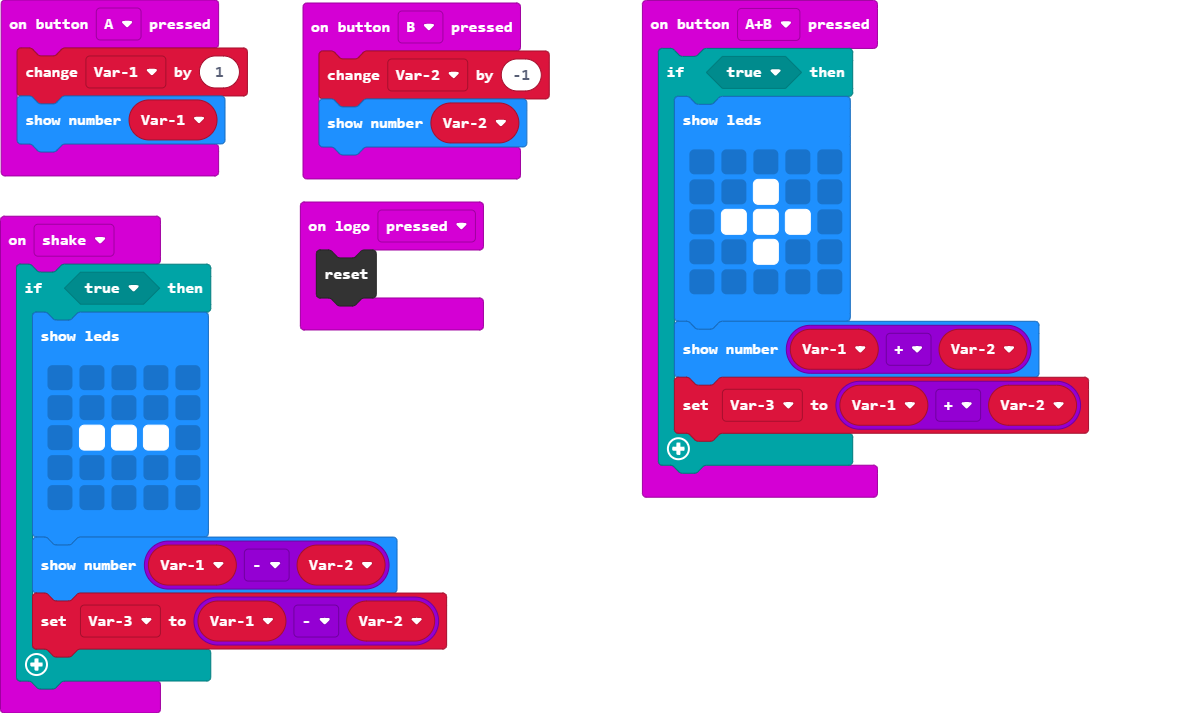 on button A pressed
change Var-1 by 1
show number Var-1
on button B pressed
change Var-2 by -1
show number Var-2
on button A+B pressed
if true then
show leds
show number Var-1 + Var-2
set Var-3 to Var-1 + Var-2
on shake
if true then
show leds
show number Var-1 - Var-2
set Var-3 to Var-1 - Var-2
on logo pressed
reset